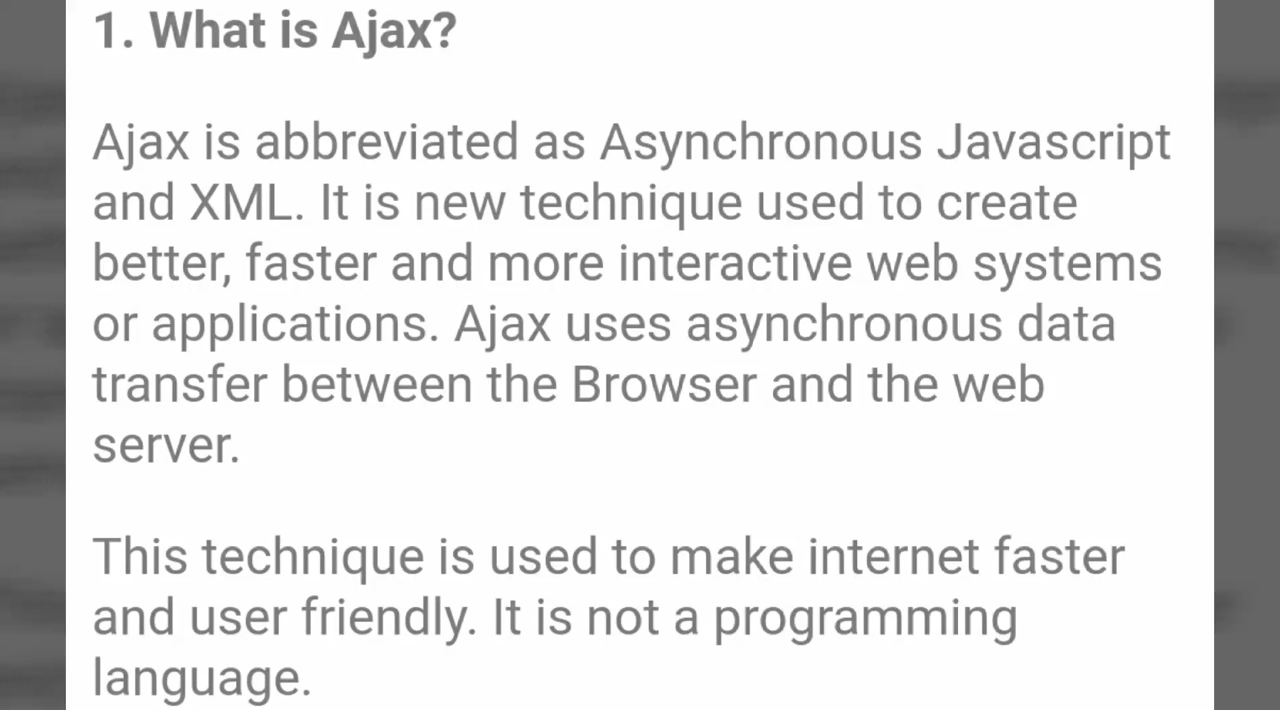 1. What is Ajax?
Ajax is abbreviated as Asynchronous Javascript
and XML. It is new technique used to create
better, faster and more interactive web systems
or applications. Ajax uses asynchronous data
transfer between the Browser and the web
server.
This technique is used to make internet faster
and user friendly. It is not a programming
language.